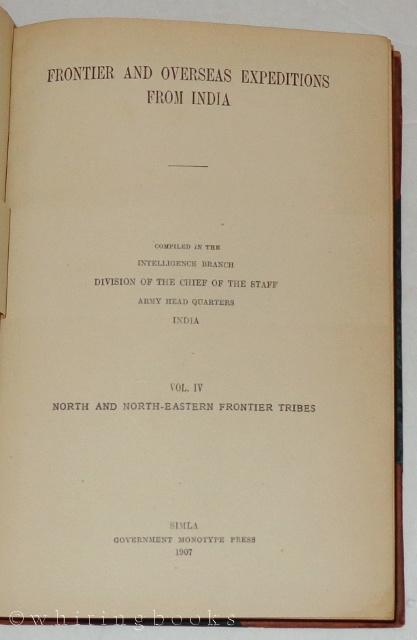 FRONTIER AND OVERSEAS EXPEDITIONS
FROM INDIA
COMPILED IN THE
INTELLIGENCE BRANCH
DIVISION OF THE CHIEF OF THE STAFF
ARMY HEAD QUARTERS
INDIA
VOL. IV
NORTH AND NORTH-EASTERN FRONTIER TRIBES
SIMLA
GOVERNMENT MONOTYPE PRESS
1907
© whiringbooks